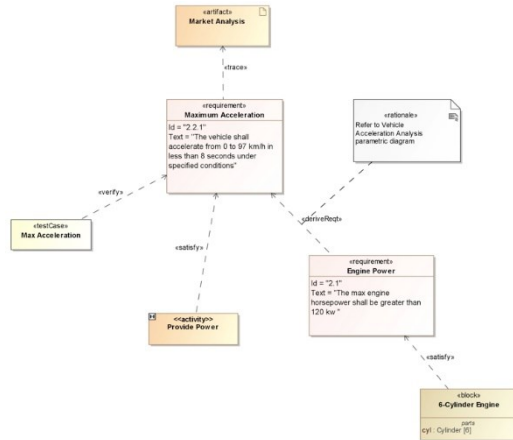 «artifact»
Market Analysis
«trace»
«requirement»
Maximum Acceleration
Id = "2.2 1"
Text = "The vehicle shall
accelerate from 0 to 97 km/h in
less than 8 seconds under
specified conditions"
«rationale»
Refer to Vehicle
Acceleration Analysis
parametric diagram
«verify»
«deriveReqt»
«testCase»
Max Acceleration
«satisfy»
«requirement»
Engine Power
Id = "2.1"
Text = "The max engine
horsepower shall be greater than
120 kw "
<<activity>>
Provide Power
«satisfy»
«block»
6-Cylinder Engine
parts
cyl : Cylinder [6]